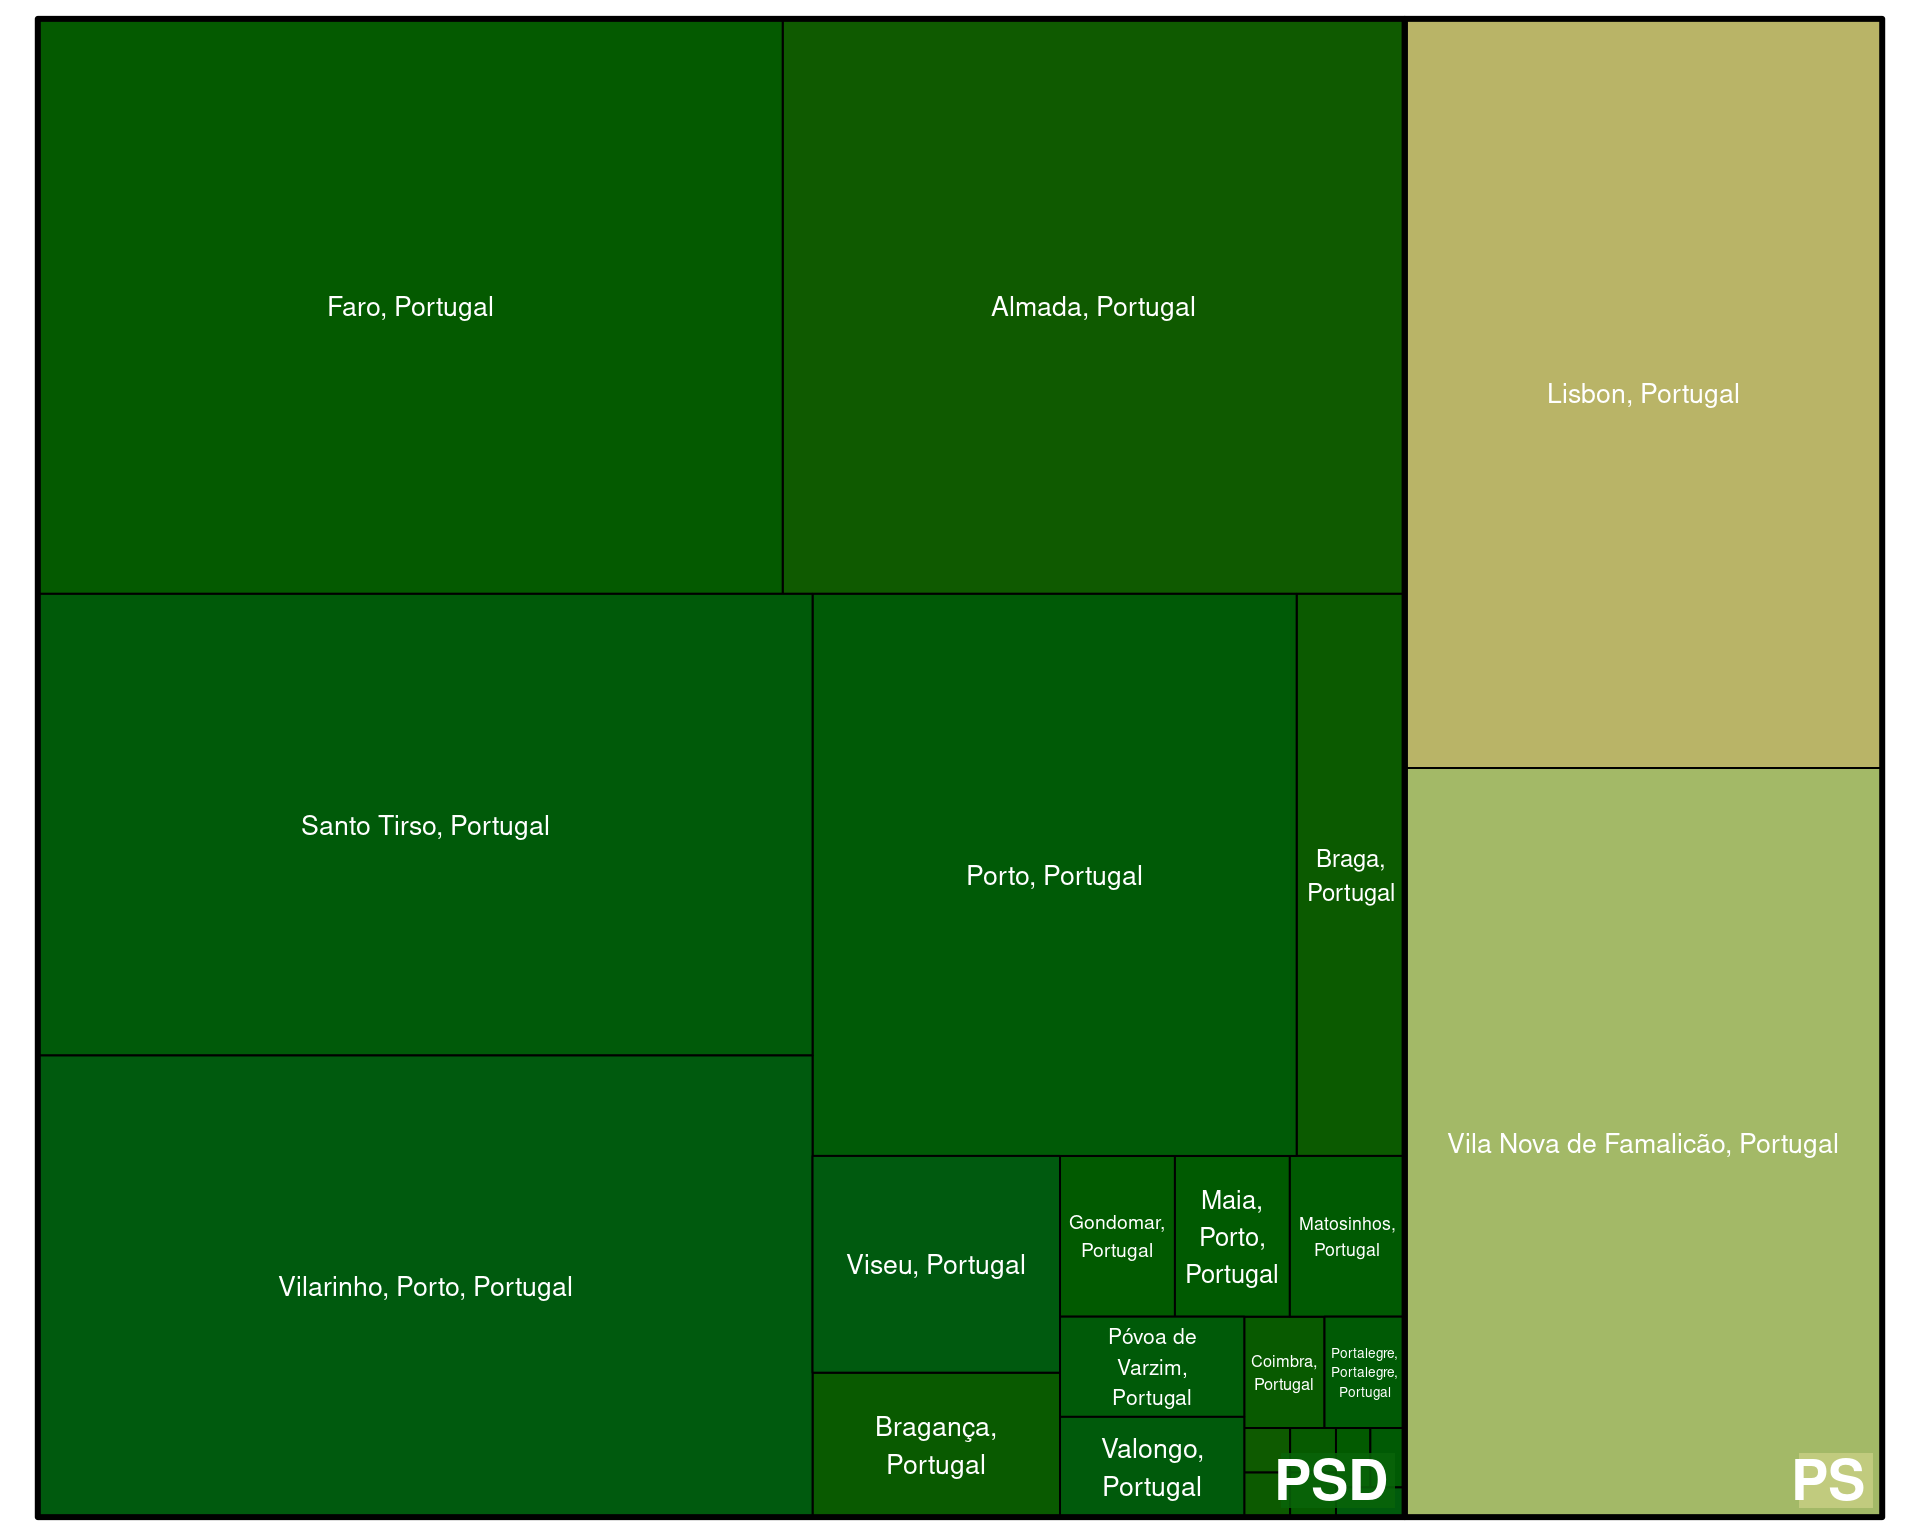 Faro, Portugal
Almada, Portugal
Lisbon, Portugal
Santo Tirso, Portugal
Porto, Portugal
Braga,
Portugal
Vila Nova de Famalicão, Portugal
Vilarinho, Porto, Portugal
Viseu, Portugal
Gondomar,
Portugal
Maia,
Porto,
Portugal
Matosinhos,
Portugal
Póvoa de
Varzim,
Portugal
Coimbra,
Portugal
Portalegre,
Portalegre,
Portugal
Bragança,
Portugal
Valongo,
Portugal
PSD
PS